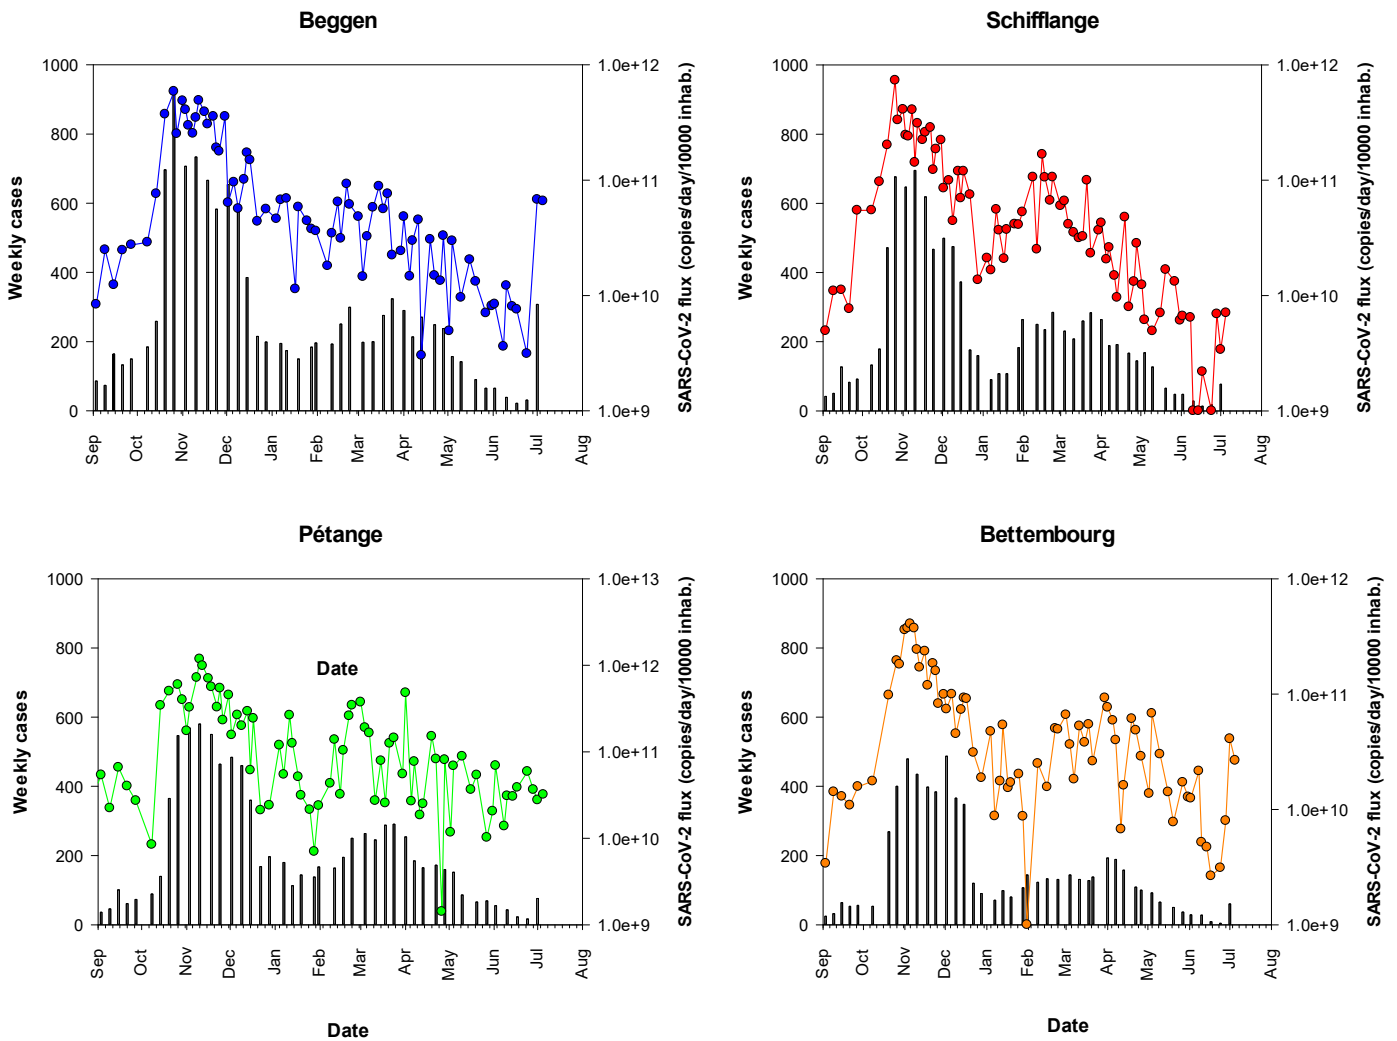 Beggen
Weekly cases
1000
800
600
400
200
0
1.0e+12
1.0e+11
1.0e+10
1.0e+9
SARS-CoV-2 flux (copies/day/10000 inhab.)
Sep Oct Nov Dec Jan Feb Mar Apr May Jun Jul Aug
Schifflange
Weekly cases
1000
800
600
400
200
0
1.0e+12
1.0e+11
1.0e+10
1.0e+9
SARS-CoV-2 flux (copies/day/10000 inhab.)
Sep Oct Nov Dec Jan Feb Mar Apr May Jun Jul Aug
Pétange
Weekly cases
1000
800
600
400
200
0
Date
1.0e+13
1.0e+12
1.0e+11
1.0e+10
1.0e+9
SARS-CoV-2 flux (copies/day/10000 inhab.)
Sep Oct Nov Dec Jan Feb Mar Apr May Jun Jul Aug
Date
Bettembourg
Weekly cases
1000
800
600
400
200
0
1.0e+12
1.0e+11
1.0e+10
1.0e+9
SARS-CoV-2 flux (copies/day/10000 inhab.)
Sep Oct Nov Dec Jan Feb Mar Apr May Jun Jul Aug
Date